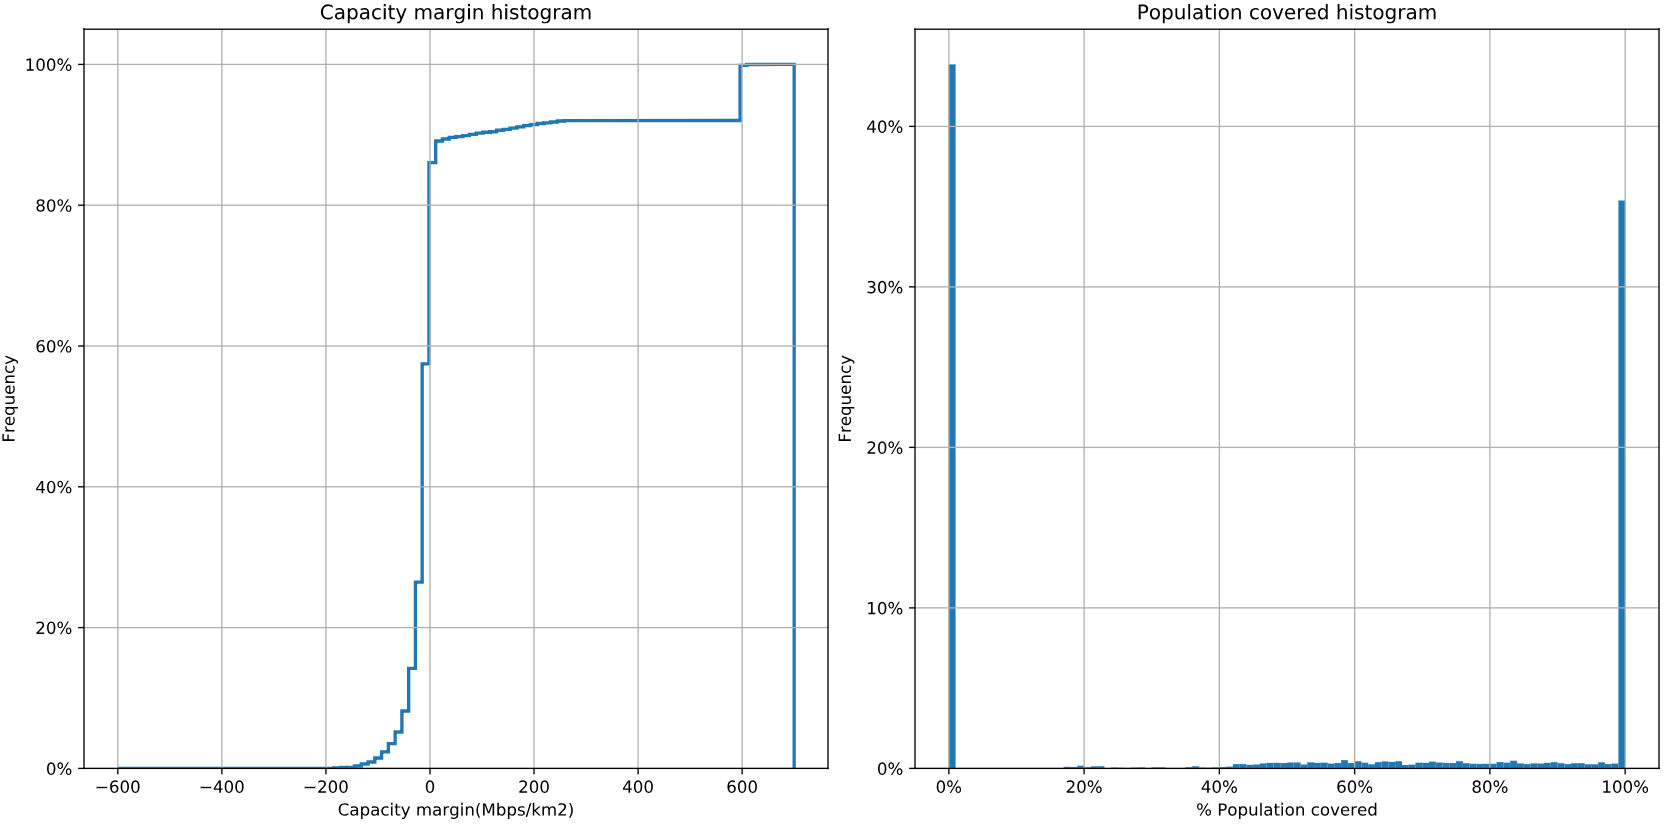 Capacity margin histogram
100%
80%
60%
40%
20%
0%
Frequency
−600 −400 −200 0 200 400 600
Capacity margin(Mbps/km2)
Population covered histogram
40%
30%
20%
10%
0%
Frequency
0% 20% 40% 60% 80% 100%
% Population covered